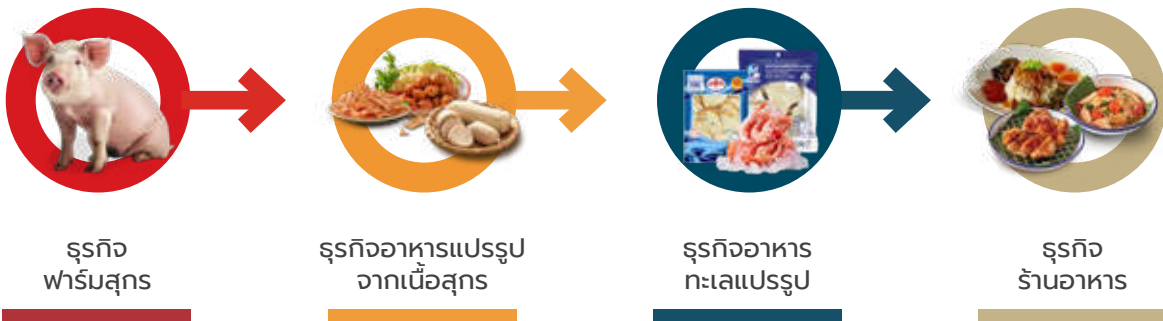 ธุรกิจ
ฟาร์มสุกร
ธุรกิจอาหารแปรรูป
จากเนื้อสุกร
ธุรกิจอาหาร
ทะเลแปรรูป
ธุรกิจ
ร้านอาหาร